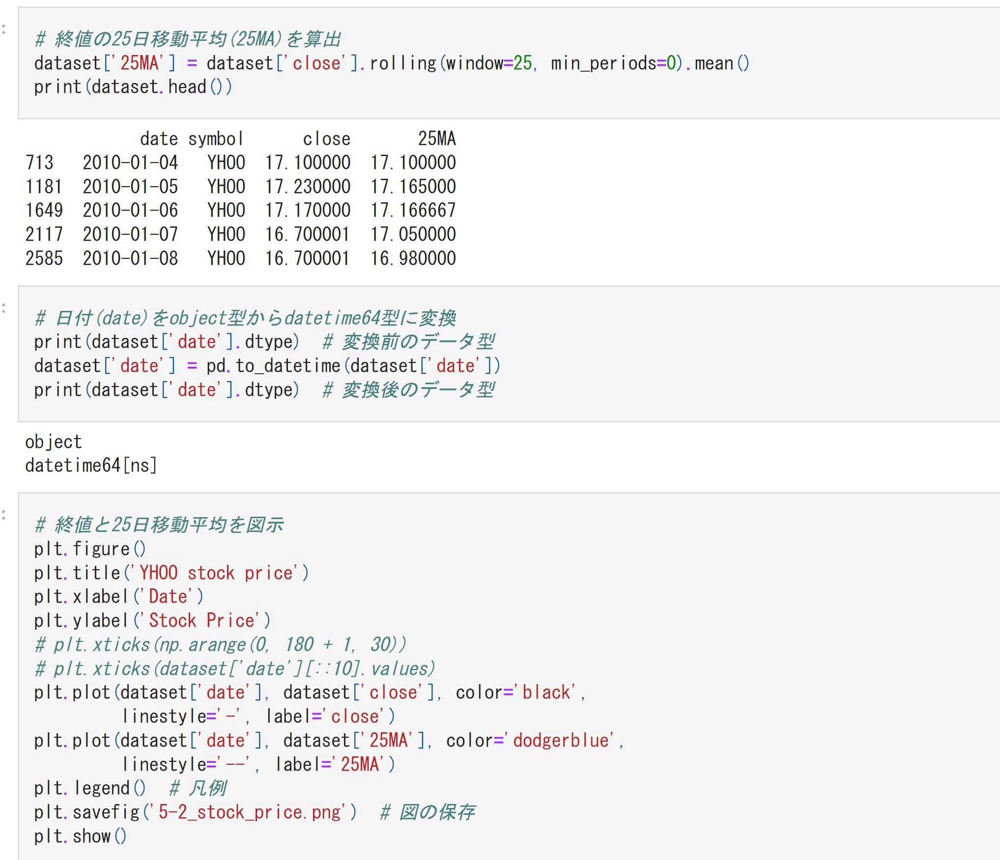 # 終値の25日移動平均(25MA)を算出
dataset['25MA'] = dataset['close'].rolling(window=25, min_periods=0).mean()
print(dataset.head())
date symbol close 25MA
713 2010-01-04 YHOO 17.100000 17.100000
1181 2010-01-05 YHOO 17.230000 17.165000
1649 2010-01-06 YHOO 17.170000 17.166667
2117 2010-01-07 YHOO 16.700001 17.050000
2585 2010-01-08 YHOO 16.700001 16.980000
# 日付(date)をobject型からdatetime64型に変換
print(dataset['date'].dtype)  # 変換前のデータ型
dataset['date'] = pd.to_datetime(dataset['date'])
print(dataset['date'].dtype)  # 変換後のデータ型
object
datetime64[ns]
# 終値と25日移動平均を図示
plt.figure()
plt.title('YHOO stock price')
plt.xlabel('Date')
plt.ylabel('Stock Price')
# plt.xticks(np.arange(0, 180 + 1, 30))
# plt.xticks(dataset['date'][::10].values)
plt.plot(dataset['date'], dataset['close'], color='black',
linestyle='-', label='close')
plt.plot(dataset['date'], dataset['25MA'], color='dodgerblue',
linestyle='--', label='25MA')
plt.legend()  # 凡例
plt.savefig('5-2_stock_price.png')  # 図の保存
plt.show()